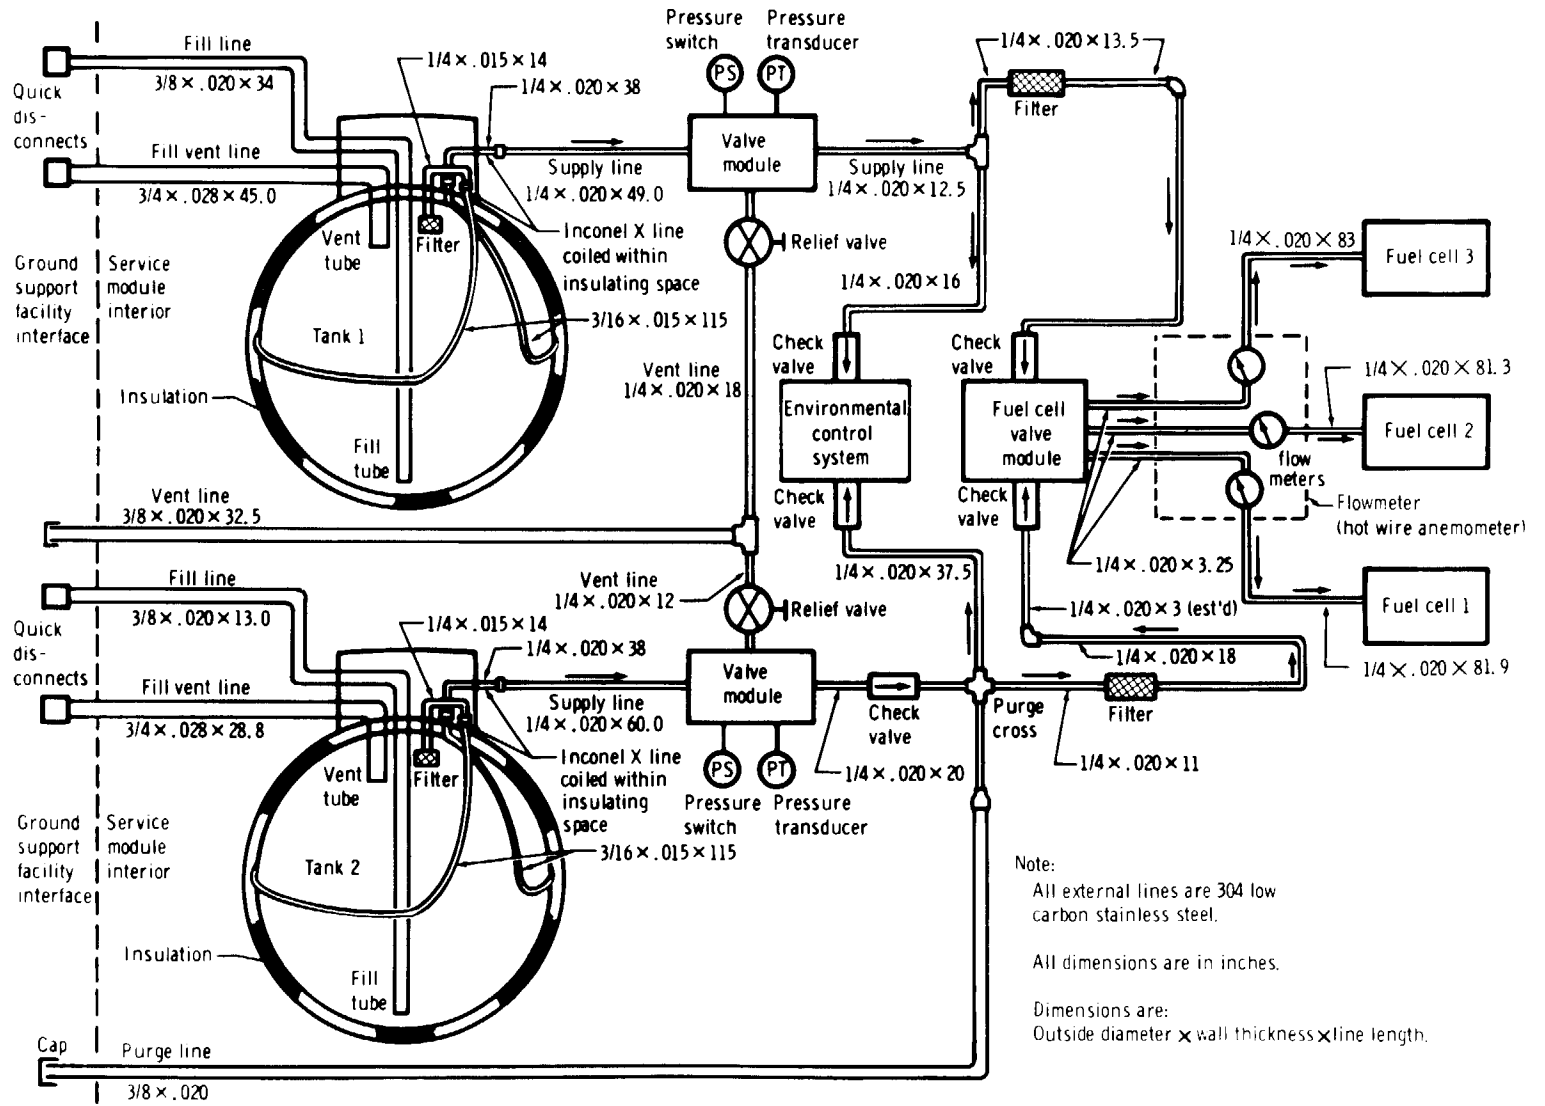 Pressure
switch
Pressure
transducer
PS
PT
Fill line
3/8 × .020 × 34
1/4 × .015 × 14
1/4 × .020 × 38
1/4 × .020 × 13.5
Filter
Quick
dis-
connects
Fill vent line
3/4 × .028 × 45.0
Valve
module
Supply line
1/4 × .020 × 49.0
Supply line
1/4 × .020 × 12.5
Vent
tube
Filter
Inconel X line
coiled within
insulating space
Relief valve
1/4 × .020 × 16
1/4 × .020 × 83
Fuel cell 3
Ground
support
facility
interface
Service
module
interior
Tank 1
3/16 × .015 × 115
Check
valve
Check
valve
Vent line
1/4 × .020 × 18
1/4 × .020 × 81.3
Insulation
Environmental
control
system
Fuel cell
valve
module
Fuel cell 2
Fill
tube
flow
meters
Check
valve
Check
valve
Flowmeter
(hot wire anemometer)
Vent line
3/8 × .020 × 32.5
1/4 × .020 × 37.5
1/4 × .020 × 3.25
Fill line
3/8 × .020 × 13.0
Vent line
1/4 × .020 × 12
Relief valve
1/4 × .020 × 3 (est'd)
Fuel cell 1
Quick
dis-
connects
1/4 × .015 × 14
1/4 × .020 × 38
1/4 × .020 × 18
1/4 × .020 × 81.9
Fill vent line
3/4 × .028 × 28.8
Valve
module
Supply line
1/4 × .020 × 60.0
Check
valve
Purge
cross
Filter
Vent
tube
Filter
Inconel X line
coiled within
insulating
space
PS
PT
1/4 × .020 × 20
1/4 × .020 × 11
Pressure
switch
Pressure
transducer
Ground
support
facility
interface
Service
module
interior
Tank 2
3/16 × .015 × 115
Insulation
Fill
tube
Note:
All external lines are 304 low
carbon stainless steel.
All dimensions are in inches.
Dimensions are:
Outside diameter × wall thickness × line length.
Cap
Purge line
3/8 × .020